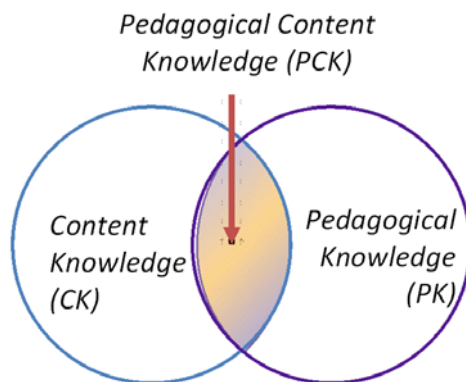 Pedagogical Content
Knowledge (PCK)
Content
Knowledge
(CK)
Pedagogical
Knowledge
(PK)